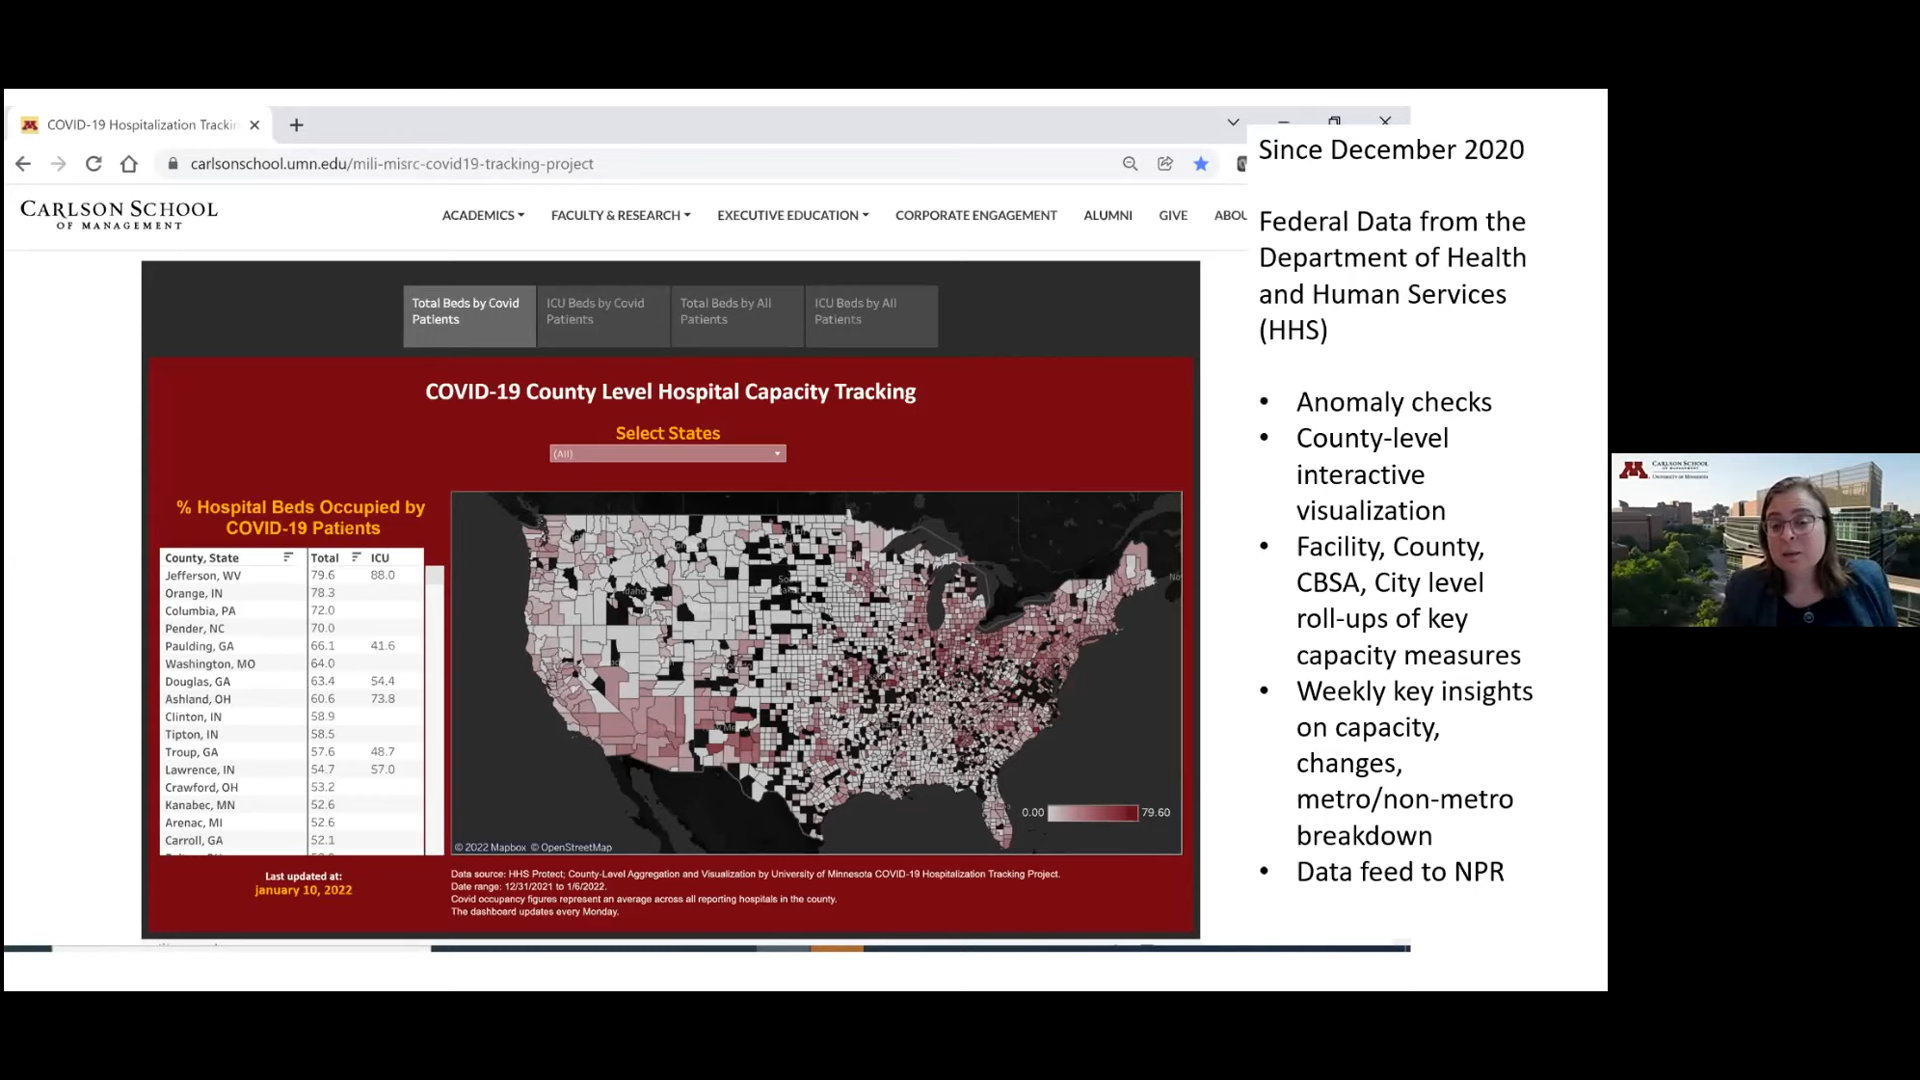 COVID-19 Hospitalization Trackin
carlsonschool.umn.edu/mili-misrc-covid19-tracking-project
CARLSON SCHOOL
OF MANAGEMENT
ACADEMICS
FACULTY & RESEARCH
EXECUTIVE EDUCATION
CORPORATE ENGAGEMENT
ALUMNI
GIVE
ABOU
Total Beds by Covid
Patients
ICU Beds by Covid
Patients
Total Beds by All
Patients
ICU Beds by All
Patients
COVID-19 County Level Hospital Capacity Tracking
Select States
(All)
% Hospital Beds Occupied by
COVID-19 Patients
County, State Total ICU
Jefferson, WV 79.6 88.0
Orange, IN 78.3
Columbia, PA 72.0
Pender, NC 70.0
Paulding, GA 66.1 41.6
Washington, MO 64.0
Douglas, GA 63.4 54.4
Ashland, OH 60.6 73.8
Clinton, IN 58.9
Tipton, IN 58.5
Troup, GA 57.6 48.7
Lawrence, IN 54.7 57.0
Crawford, OH 53.2
Kanabec, MN 52.6
Arenac, MI 52.6
Carroll, GA 52.1
Last updated at:
january 10, 2022
Idaho
No
0.00 79.60
© 2022 Mapbox © OpenStreetMap
Data source: HHS Protect; County-Level Aggregation and Visualization by University of Minnesota COVID-19 Hospitalization Tracking Project.
Date range: 12/31/2021 to 1/6/2022.
Covid occupancy figures represent an average across all reporting hospitals in the county.
The dashboard updates every Monday.
Since December 2020
Federal Data from the
Department of Health
and Human Services
(HHS)
• Anomaly checks
• County-level
interactive
visualization
• Facility, County,
CBSA, City level
roll-ups of key
capacity measures
• Weekly key insights
on capacity,
changes,
metro/non-metro
breakdown
• Data feed to NPR
CARLSON SCHOOL
OF MANAGEMENT
UNIVERSITY OF MINNESOTA